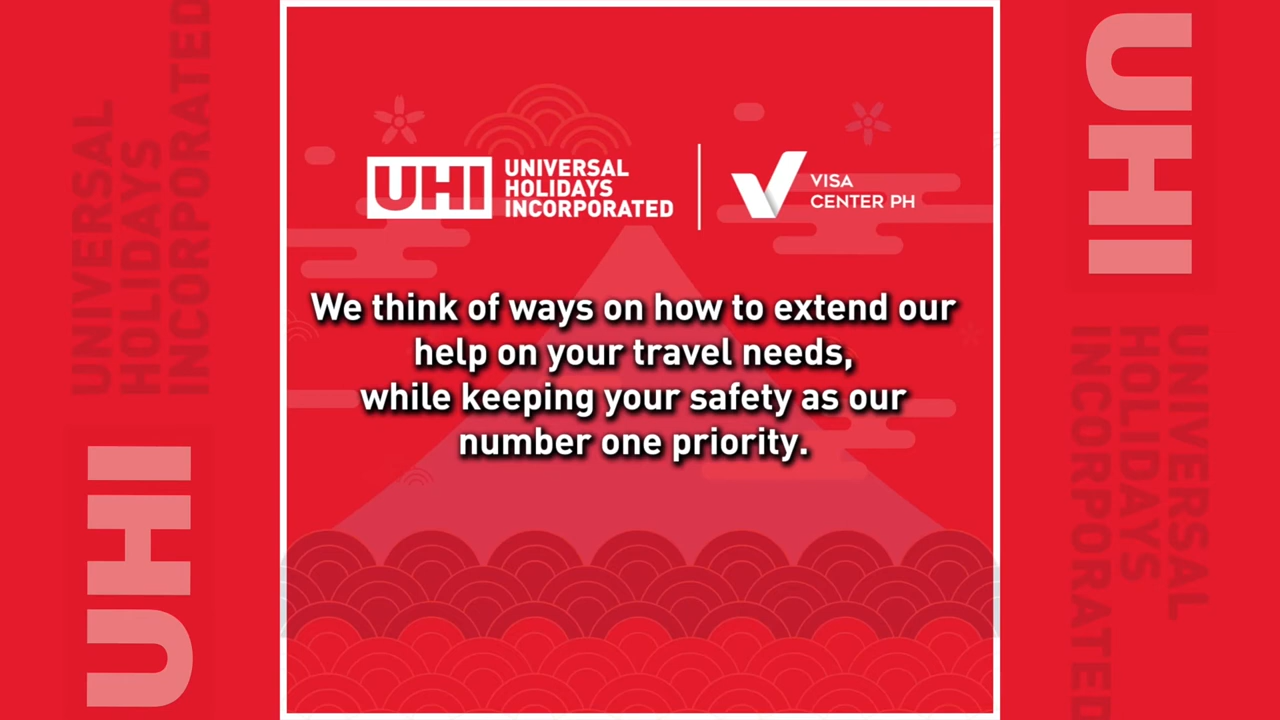 UHI
UNIVERSAL
HOLIDAYS
INCORPORATED
VISA
CENTER PH
We think of ways on how to extend our
help on your travel needs,
while keeping your safety as our
number one priority.
UHI
UNIVERSAL
HOLIDAYS
INCORPORATED
UHI
UNIVERSAL
HOLIDAYS
INCORPORATED